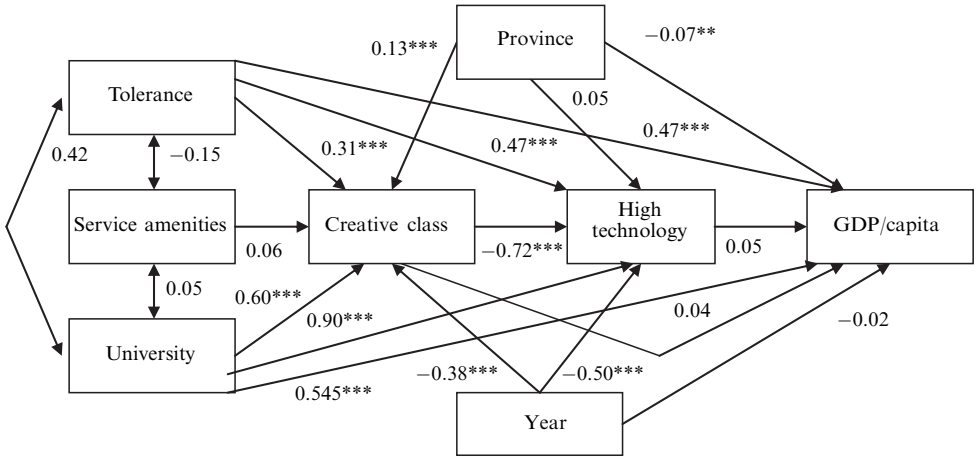 Province
−0.07**
0.13***
Tolerance
0.05
0.47***
0.42
−0.15
0.31***
0.47***
Service amenities
Creative class
High
technology
GDP/capita
0.06
−0.72***
0.05
0.05
0.60***
0.90***
0.04
−0.02
University
−0.38***
−0.50***
0.545***
Year